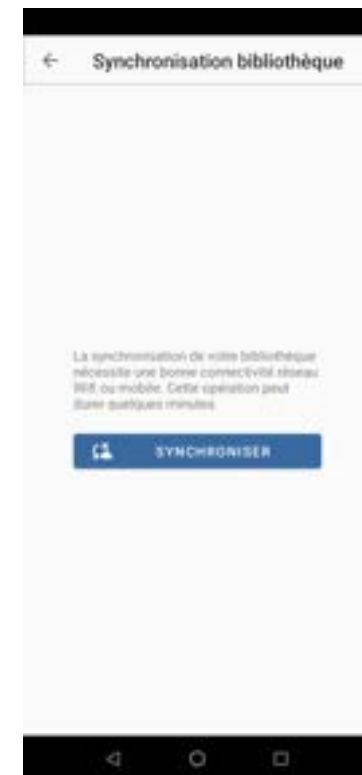 Synchronisation bibliothèque
La synchronisation de votre bibliothèque
nécessite une bonne connectivité réseau
Wifi ou mobile. Cette opération peut
durer quelques minutes.
SYNCHRONISER